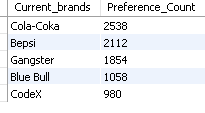 Current_brands Preference_Count
Cola-Coka 2538
Bepsi 2112
Gangster 1854
Blue Bull 1058
CodeX 980